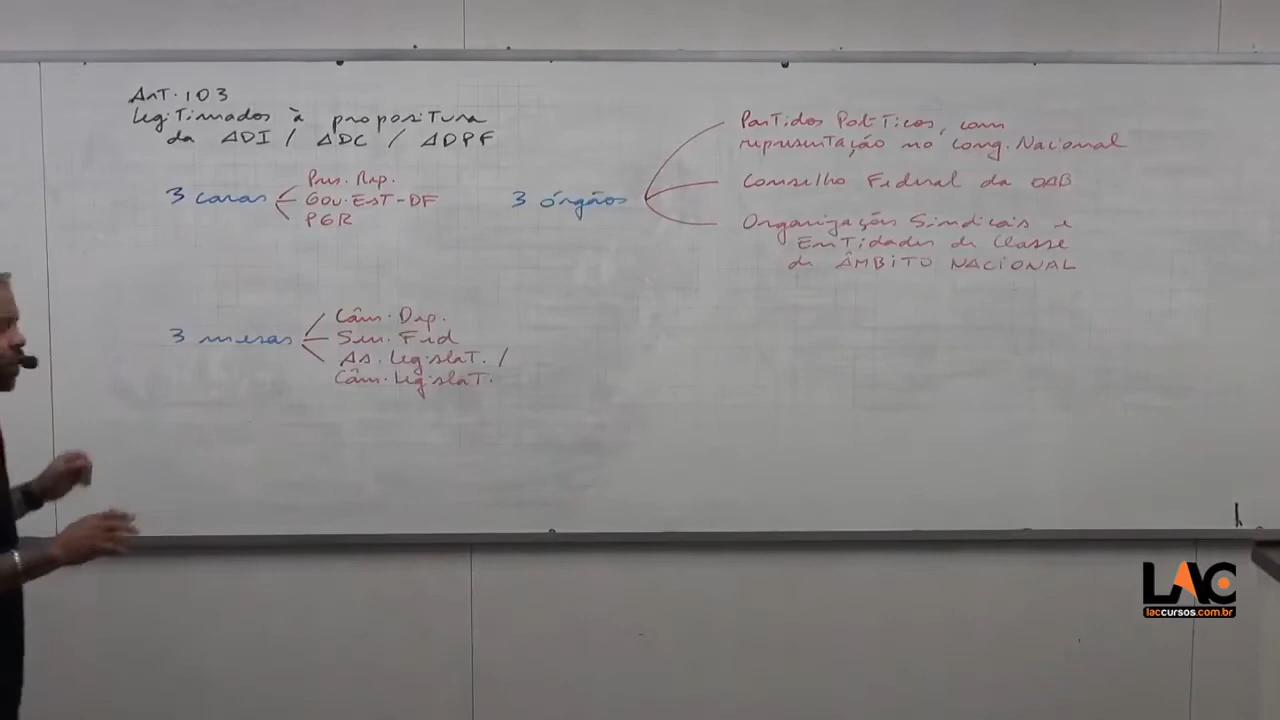 ART. 103
Legitimados à propositura
da ADI / ADC / ADPF
3 caras
Pres. Rep.
Gov. EST - DF
PGR
3 órgãos
Partidos Políticos, com
representação no Cong. Nacional
Conselho Federal da OAB
Organizações Sindicais e
Entidades de Classe
de ÂMBITO NACIONAL
3 mesas
Câm. Dep.
Sen. Fed
As. Legislat. /
Câm. Legislat.
LAC
laccursos.com.br